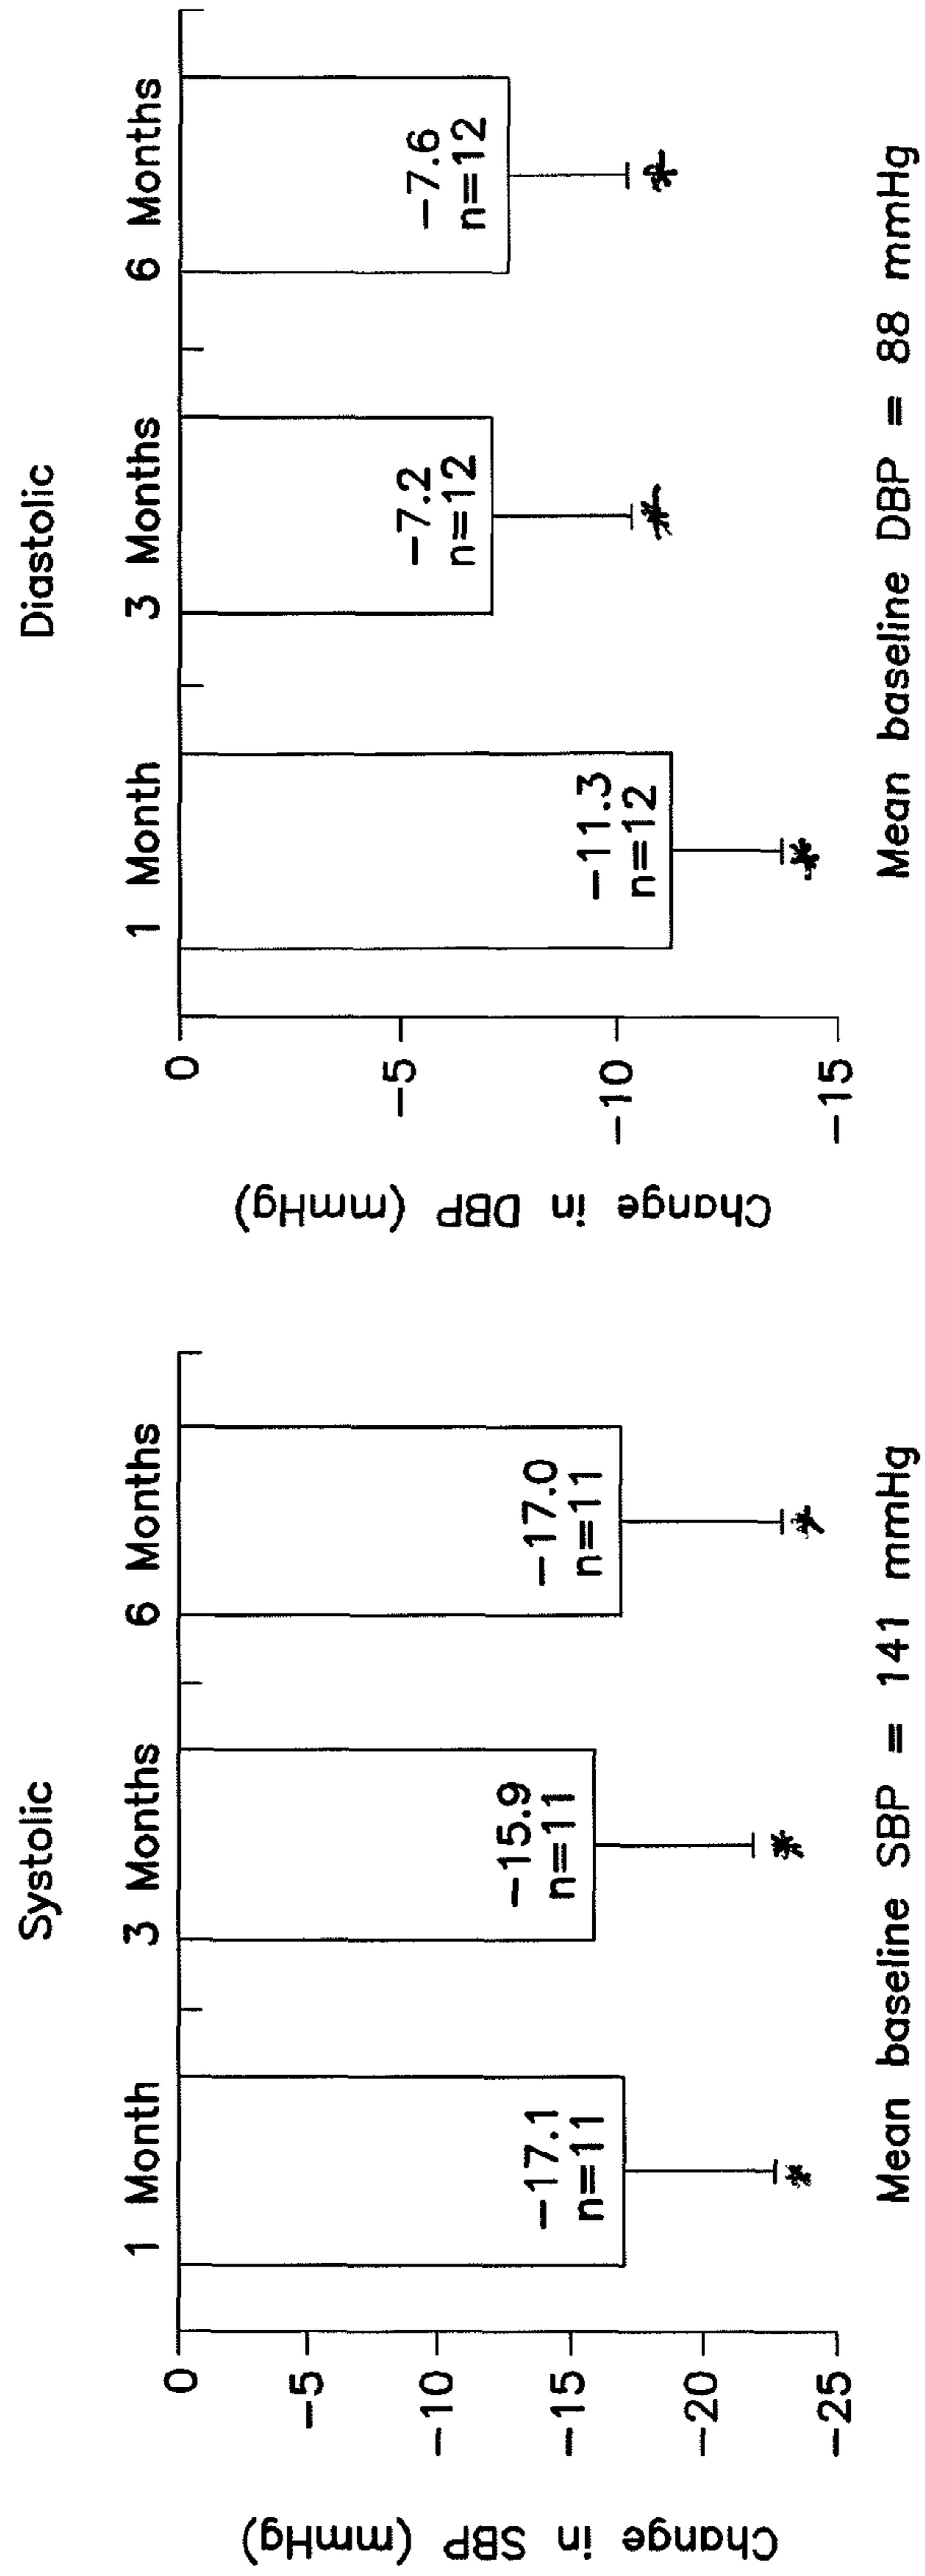 Systolic
1 Month
3 Months
6 Months
0
−5
−10
−15
−20
−25
Change in SBP (mmHg)
−17.1
n=11
*
−15.9
n=11
*
−17.0
n=11
*
Mean baseline SBP = 141 mmHg
Diastolic
1 Month
3 Months
6 Months
0
−5
−10
−15
Change in DBP (mmHg)
−11.3
n=12
*
−7.2
n=12
*
−7.6
n=12
*
Mean baseline DBP = 88 mmHg